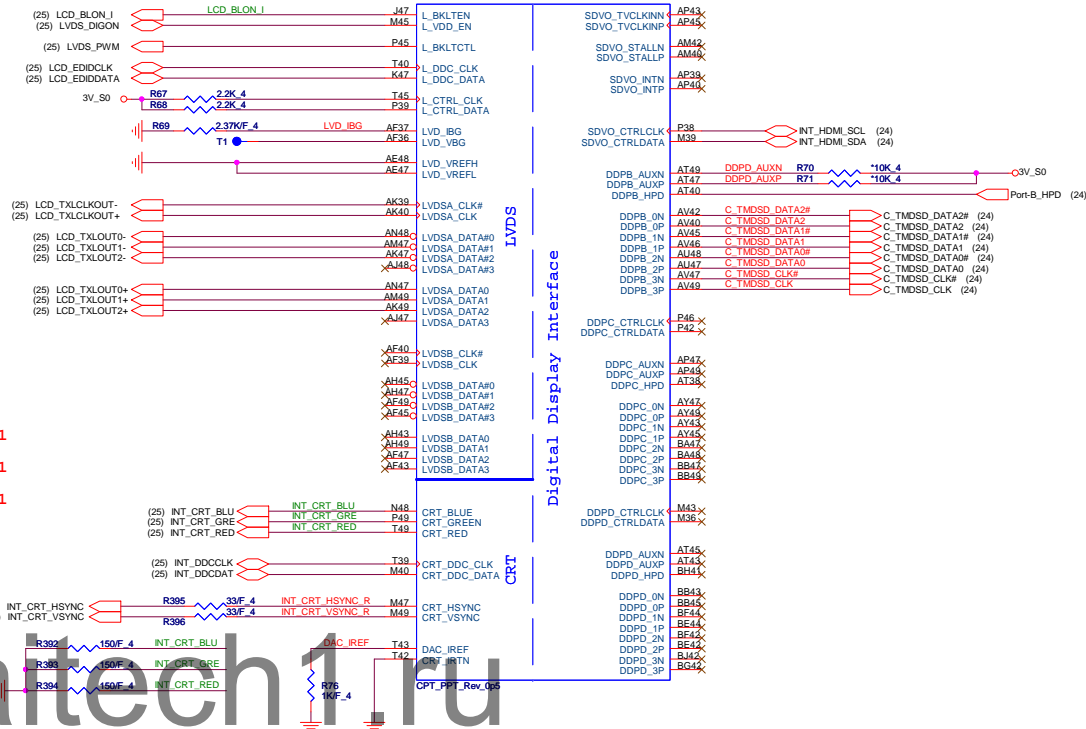 (25) LCD_BLON_I LCD_BLON_I J47 L_BKLTEN
(25) LVDS_DIGON M45 L_VDD_EN
(25) LVDS_PWM P45 L_BKLTCTL
(25) LCD_EDIDCLK T40 L_DDC_CLK
(25) LCD_EDIDDATA K47 L_DDC_DATA
3V_S0 R67 2.2K_4 T45 L_CTRL_CLK
R68 2.2K_4 P39 L_CTRL_DATA
R69 2.37K/F_4 LVD_IBG AF37 LVD_IBG
T1 AF36 LVD_VBG
AE48 LVD_VREFH
AE47 LVD_VREFL
(25) LCD_TXLCLKOUT- AK39 LVDSA_CLK#
(25) LCD_TXLCLKOUT+ AK40 LVDSA_CLK
(25) LCD_TXLOUT0- AN48 LVDSA_DATA#0
(25) LCD_TXLOUT1- AM47 LVDSA_DATA#1
(25) LCD_TXLOUT2- AK47 LVDSA_DATA#2
AJ48 LVDSA_DATA#3
(25) LCD_TXLOUT0+ AN47 LVDSA_DATA0
(25) LCD_TXLOUT1+ AM49 LVDSA_DATA1
(25) LCD_TXLOUT2+ AK49 LVDSA_DATA2
AJ47 LVDSA_DATA3
AF40 LVDSB_CLK#
AF39 LVDSB_CLK
AH45 LVDSB_DATA#0
AH47 LVDSB_DATA#1
AF49 LVDSB_DATA#2
AF45 LVDSB_DATA#3
AH43 LVDSB_DATA0
AH49 LVDSB_DATA1
AF47 LVDSB_DATA2
AF43 LVDSB_DATA3
1
1
1
(25) INT_CRT_BLU INT_CRT_BLU N48 CRT_BLUE
(25) INT_CRT_GRE INT_CRT_GRE P49 CRT_GREEN
(25) INT_CRT_RED INT_CRT_RED T49 CRT_RED
(25) INT_DDCCLK T39 CRT_DDC_CLK
(25) INT_DDCDAT M40 CRT_DDC_DATA
INT_CRT_HSYNC R395 33/F_4 INT_CRT_HSYNC_R M47 CRT_HSYNC
INT_CRT_VSYNC R396 33/F_4 INT_CRT_VSYNC_R M49 CRT_VSYNC
R392 150/F_4 INT_CRT_BLU
R393 150/F_4 INT_CRT_GRE
R394 150/F_4 INT_CRT_RED
DAC_IREF T43 DAC_IREF
T42 CRT_IRTN
R76
1K/F_4
CPT_PPT_Rev_0p5
LVDS
CRT
Digital Display Interface
SDVO_TVCLKINN AP43
SDVO_TVCLKINP AP45
SDVO_STALLN AM42
SDVO_STALLP AM40
SDVO_INTN AP39
SDVO_INTP AP40
SDVO_CTRLCLK P38 INT_HDMI_SCL (24)
SDVO_CTRLDATA M39 INT_HDMI_SDA (24)
DDPB_AUXN AT49 DDPD_AUXN R70 *10K_4 3V_S0
DDPB_AUXP AT47 DDPD_AUXP R71 *10K_4
DDPB_HPD AT40 Port-B_HPD (24)
DDPB_0N AV42 C_TMDSD_DATA2# C_TMDSD_DATA2# (24)
DDPB_0P AV40 C_TMDSD_DATA2 C_TMDSD_DATA2 (24)
DDPB_1N AV45 C_TMDSD_DATA1# C_TMDSD_DATA1# (24)
DDPB_1P AV46 C_TMDSD_DATA1 C_TMDSD_DATA1 (24)
DDPB_2N AU48 C_TMDSD_DATA0# C_TMDSD_DATA0# (24)
DDPB_2P AU47 C_TMDSD_DATA0 C_TMDSD_DATA0 (24)
DDPB_3N AV47 C_TMDSD_CLK# C_TMDSD_CLK# (24)
DDPB_3P AV49 C_TMDSD_CLK C_TMDSD_CLK (24)
DDPC_CTRLCLK P46
DDPC_CTRLDATA P42
DDPC_AUXN AP47
DDPC_AUXP AP49
DDPC_HPD AT38
DDPC_0N AY47
DDPC_0P AY49
DDPC_1N AY43
DDPC_1P AY45
DDPC_2N BA47
DDPC_2P BA48
DDPC_3N BB47
DDPC_3P BB49
DDPD_CTRLCLK M43
DDPD_CTRLDATA M36
DDPD_AUXN AT45
DDPD_AUXP AT43
DDPD_HPD BH41
DDPD_0N BB43
DDPD_0P BB45
DDPD_1N BF44
DDPD_1P BE44
DDPD_2N BF42
DDPD_2P BE42
DDPD_3N BJ42
DDPD_3P BG42
aitech1.ru